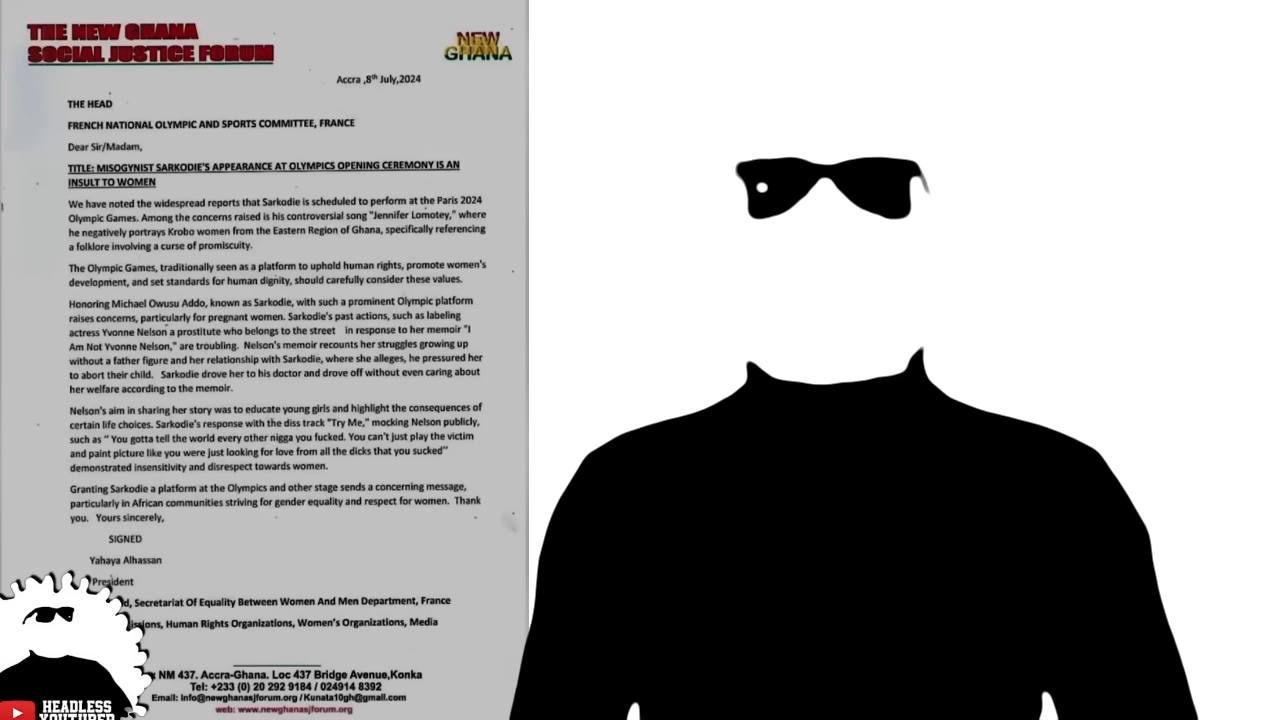 THE NEW GHANA
SOCIAL JUSTICE FORUM
NEW
GHANA
Accra ,8th July,2024
THE HEAD
FRENCH NATIONAL OLYMPIC AND SPORTS COMMITTEE, FRANCE
Dear Sir/Madam,
TITLE: MISOGYNIST SARKODIE'S APPEARANCE AT OLYMPICS OPENING CEREMONY IS AN
INSULT TO WOMEN
We have noted the widespread reports that Sarkodie is scheduled to perform at the Paris 2024
Olympic Games. Among the concerns raised is his controversial song "Jennifer Lomotey," where
he negatively portrays Krobo women from the Eastern Region of Ghana, specifically referencing
a folklore involving a curse of promiscuity.
The Olympic Games, traditionally seen as a platform to uphold human rights, promote women's
development, and set standards for human dignity, should carefully consider these values.
Honoring Michael Owusu Addo, known as Sarkodie, with such a prominent Olympic platform
raises concerns, particularly for pregnant women. Sarkodie's past actions, such as labeling
actress Yvonne Nelson a prostitute who belongs to the street in response to her memoir "I
Am Not Yvonne Nelson," are troubling. Nelson's memoir recounts her struggles growing up
without a father figure and her relationship with Sarkodie, where she alleges, he pressured her
to abort their child. Sarkodie drove her to his doctor and drove off without even caring about
her welfare according to the memoir.
Nelson's aim in sharing her story was to educate young girls and highlight the consequences of
certain life choices. Sarkodie's response with the diss track "Try Me," mocking Nelson publicly,
such as " You gotta tell the world every other nigga you fucked. You can't just play the victim
and paint picture like you were just looking for love from all the dicks that you sucked"
demonstrated insensitivity and disrespect towards women.
Granting Sarkodie a platform at the Olympics and other stage sends a concerning message,
particularly in African communities striving for gender equality and respect for women. Thank
you. Yours sincerely,
SIGNED
Yahaya Alhassan
President
Secretariat Of Equality Between Women And Men Department, France
Human Rights Organizations, Women's Organizations, Media
NM 437. Accra-Ghana. Loc 437 Bridge Avenue,Konka
Tel: +233 (0) 20 292 9184 / 024914 8392
Email: Info@newghanasjforum.org / Kunata10gh@gmail.com
web: www.newghanasjforum.org
HEADLESS
YOUTUBER